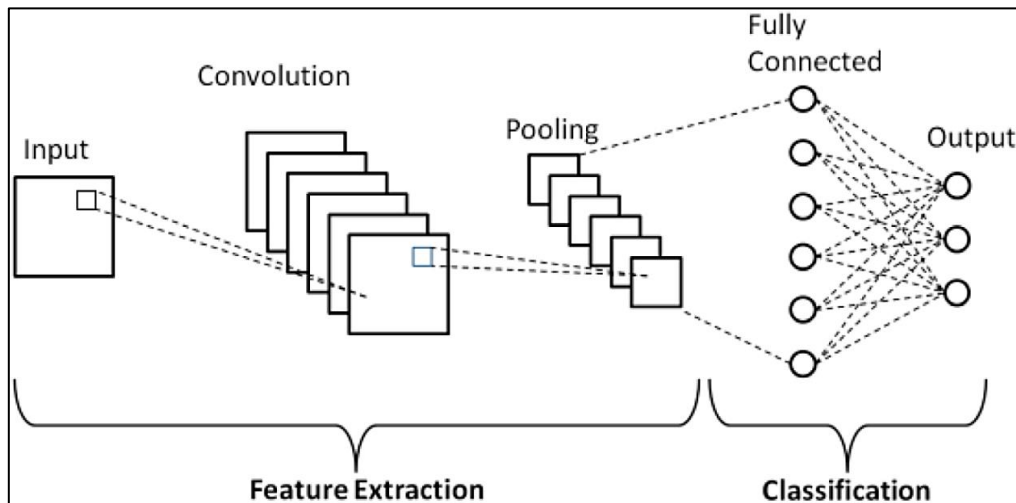 Input
Convolution
Pooling
Fully
Connected
Output
Feature Extraction
Classification